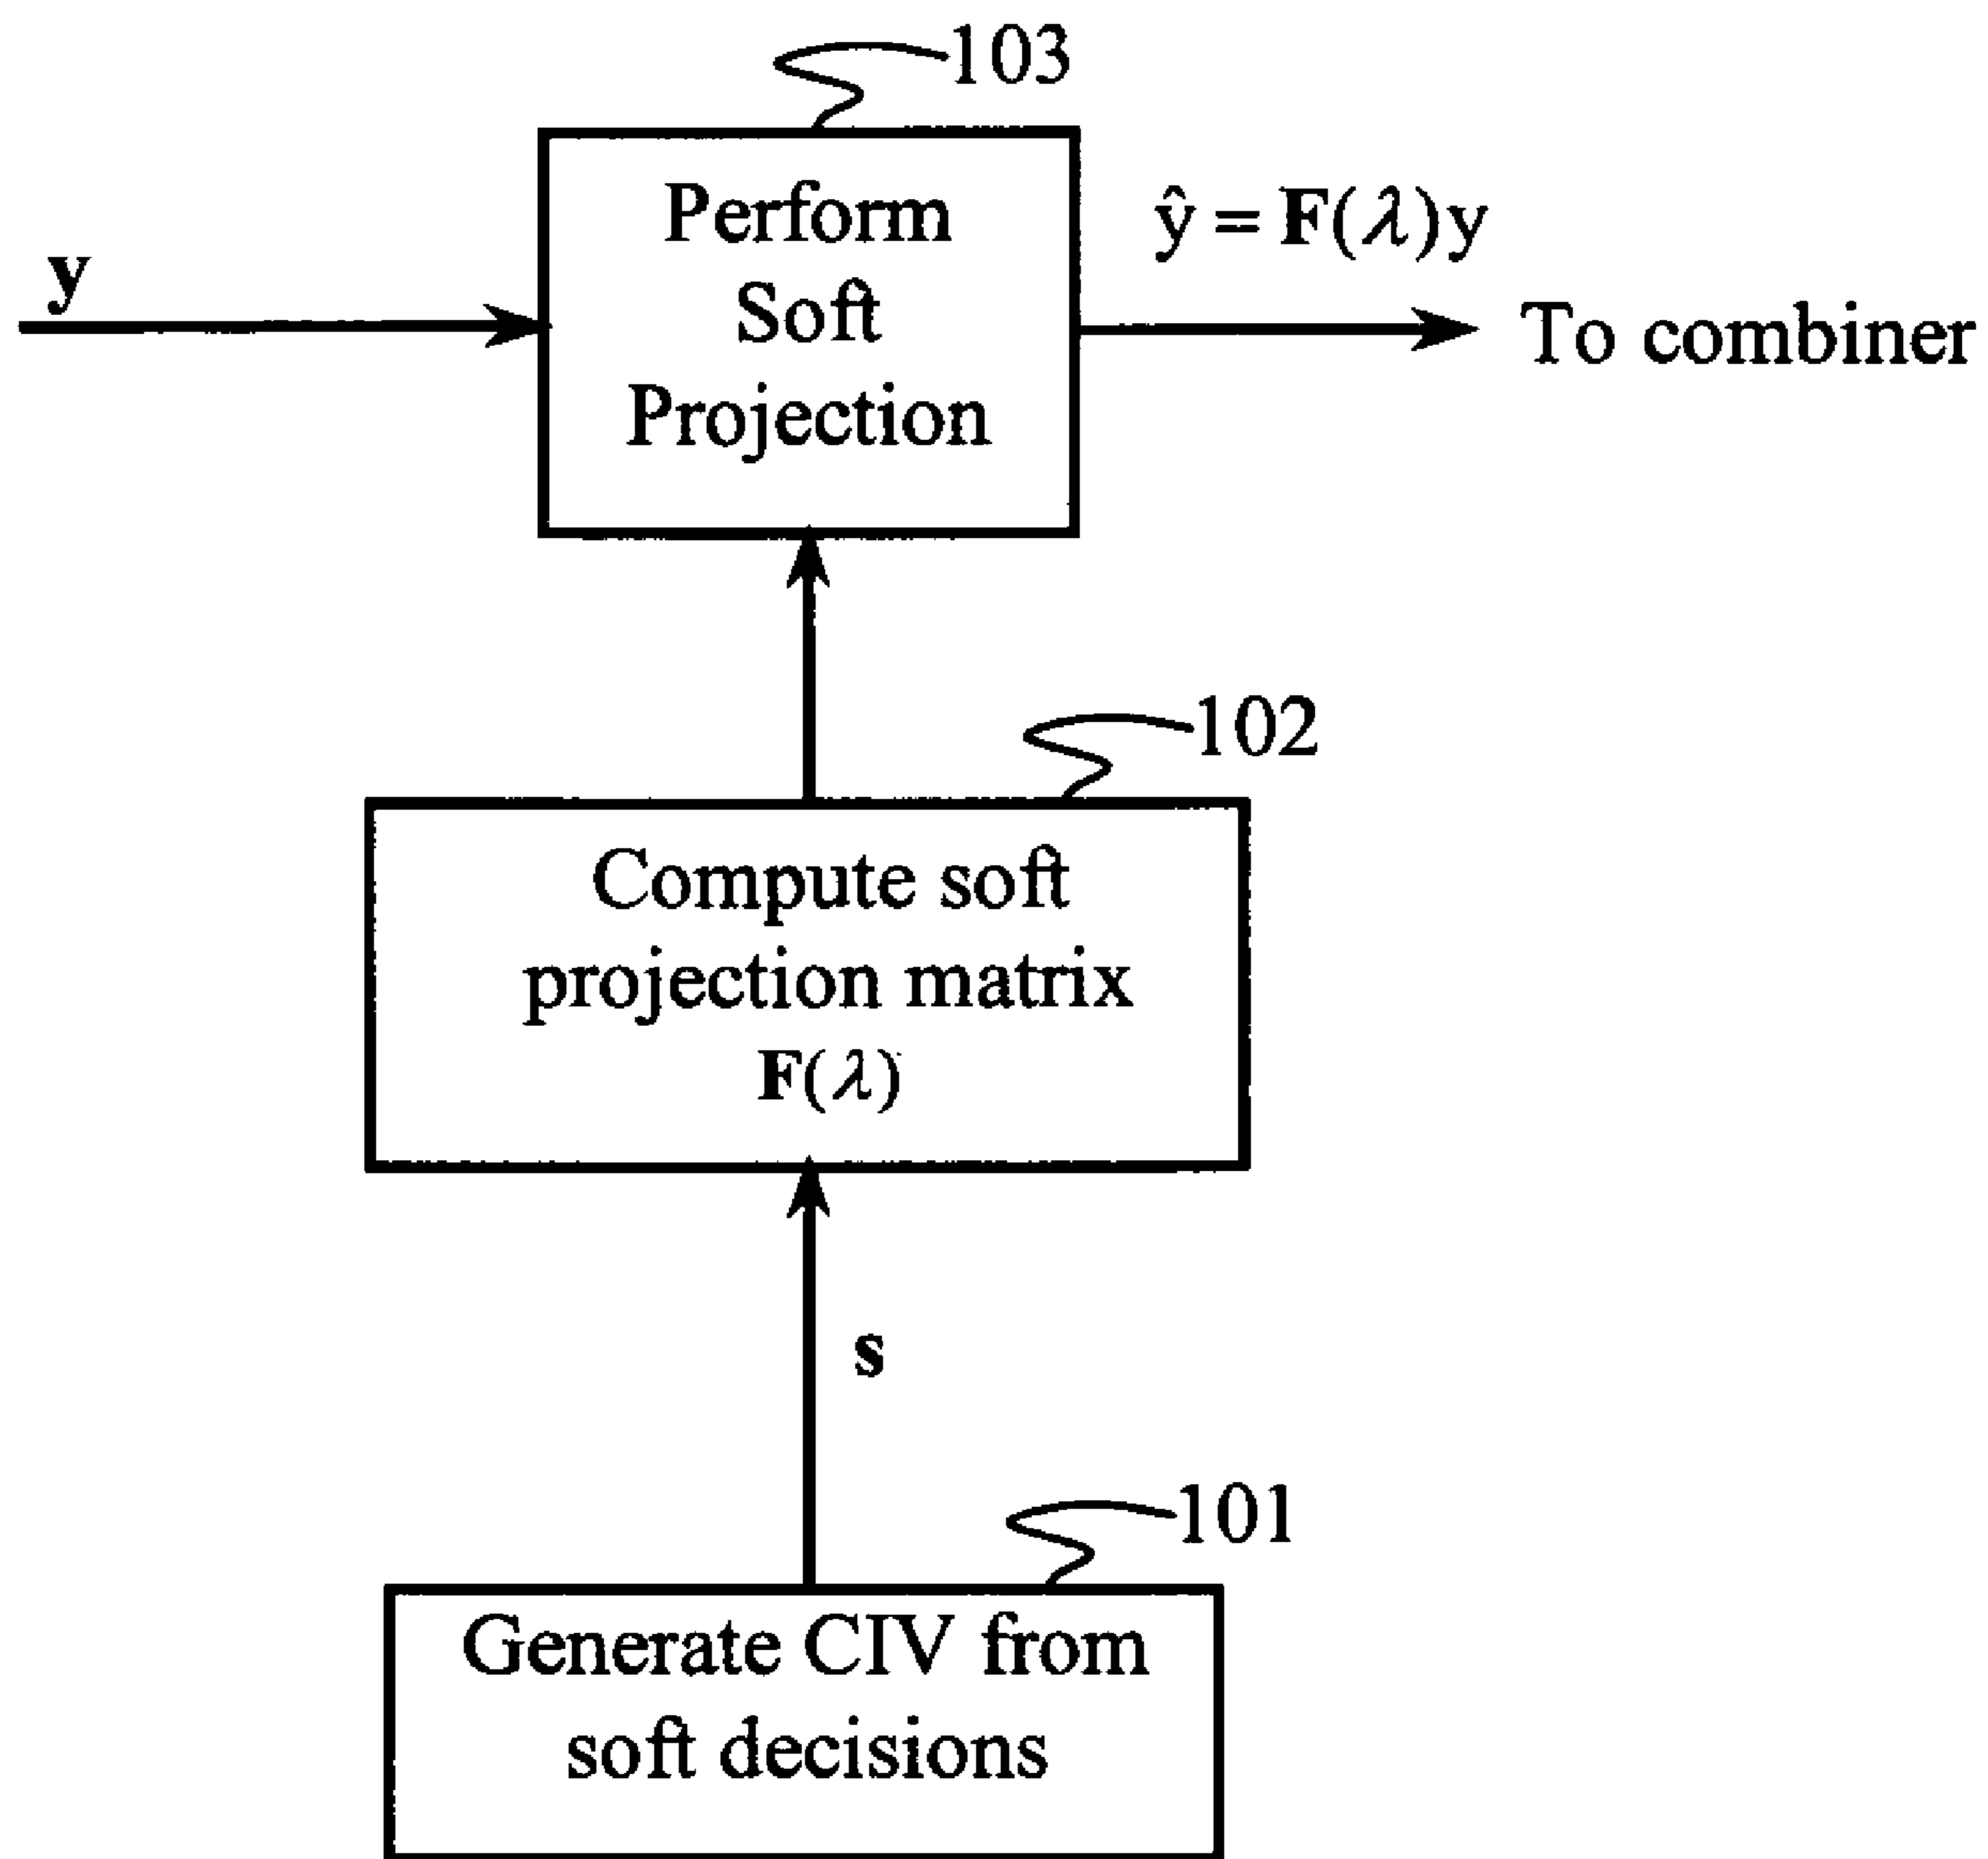 103
Perform
Soft
Projection
y
ŷ = F(λ)y
To combiner
102
Compute soft
projection matrix
F(λ)
s
101
Generate CIV from
soft decisions